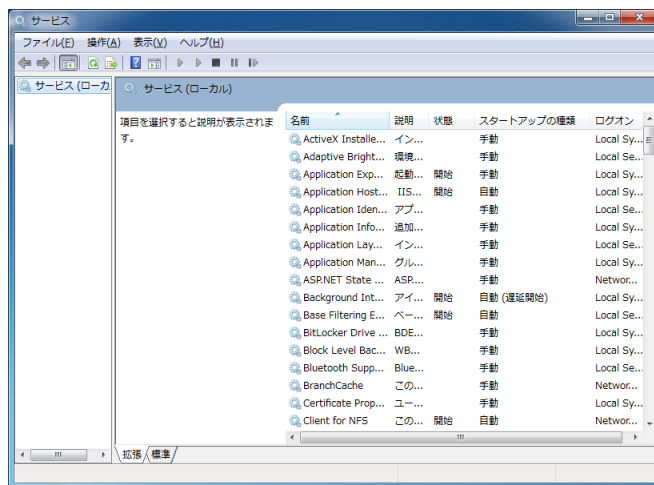 サービス
ファイル(F) 操作(A) 表示(V) ヘルプ(H)
サービス (ローカ
サービス (ローカル)
項目を選択すると説明が表示されま
す。
名前 説明 状態 スタートアップの種類 ログオン
ActiveX Installe... イン... 手動 Local Sy...
Adaptive Bright... 環境... 手動 Local Se...
Application Exp... 起動... 開始 手動 Local Sy...
Application Host... IIS... 開始 自動 Local Sy...
Application Iden... アプ... 手動 Local Se...
Application Info... 追加... 手動 Local Sy...
Application Lay... イン... 手動 Local Se...
Application Man... グル... 手動 Local Sy...
ASP.NET State ... ASP.... 手動 Networ...
Background Int... アイ... 開始 自動 (遅延開始) Local Sy...
Base Filtering E... ベー... 開始 自動 Local Se...
BitLocker Drive ... BDE... 手動 Local Sy...
Block Level Bac... WB... 手動 Local Sy...
Bluetooth Supp... Blue... 手動 Local Se...
BranchCache この... 手動 Networ...
Certificate Prop... ユー... 手動 Local Sy...
Client for NFS この... 開始 自動 Networ...
拡張 標準